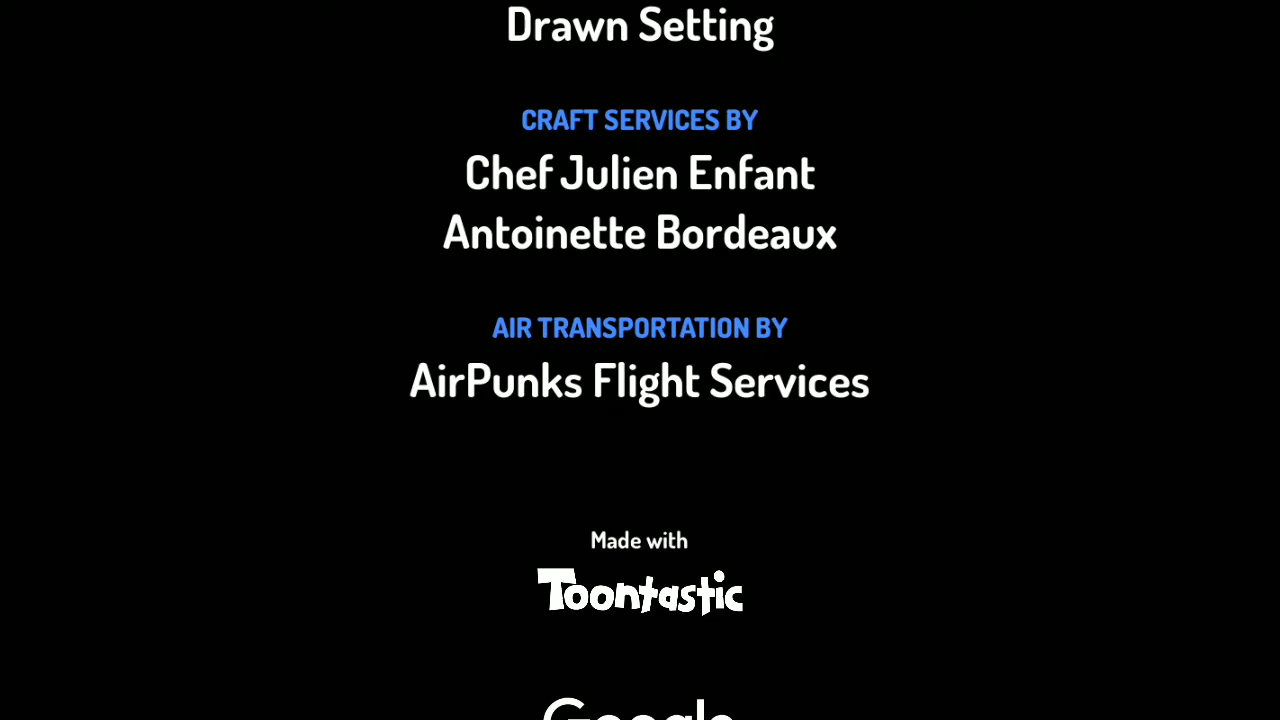 Drawn Setting
CRAFT SERVICES BY
Chef Julien Enfant
Antoinette Bordeaux
AIR TRANSPORTATION BY
AirPunks Flight Services
Made with
Toontastic
Google